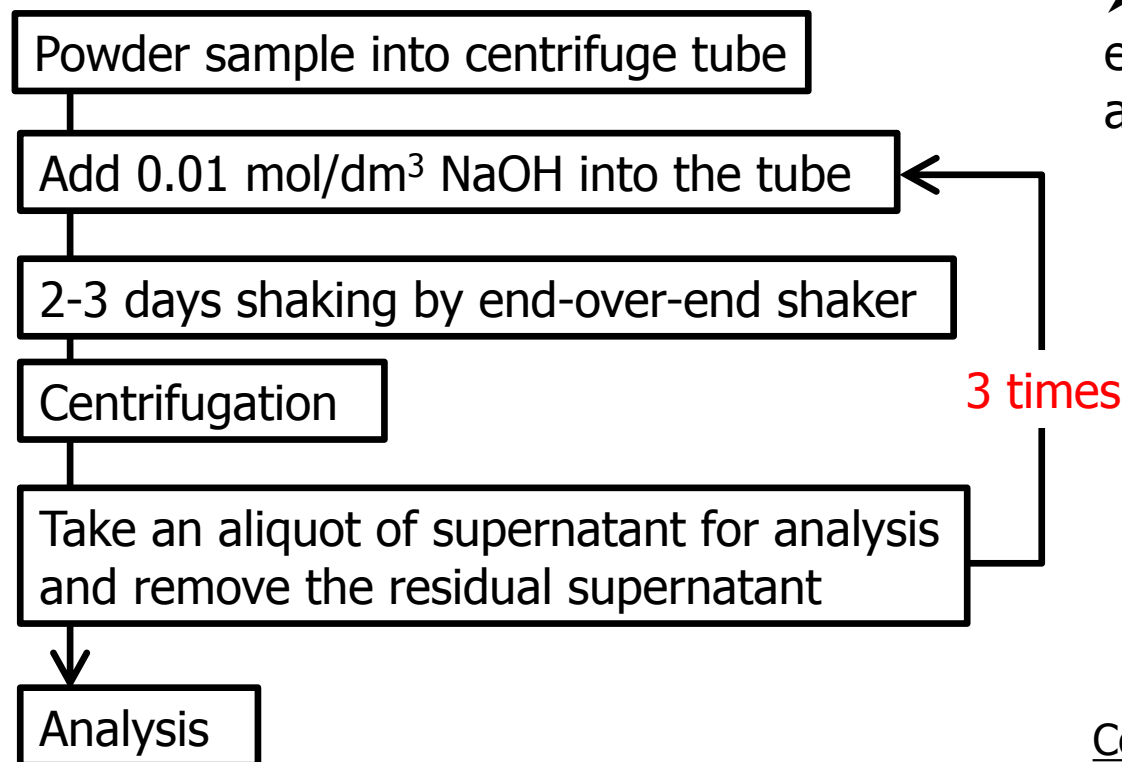 Powder sample into centrifuge tube
Add 0.01 mol/dm³ NaOH into the tube
2-3 days shaking by end-over-end shaker
Centrifugation
3 times
Take an aliquot of supernatant for analysis
and remove the residual supernatant
Analysis